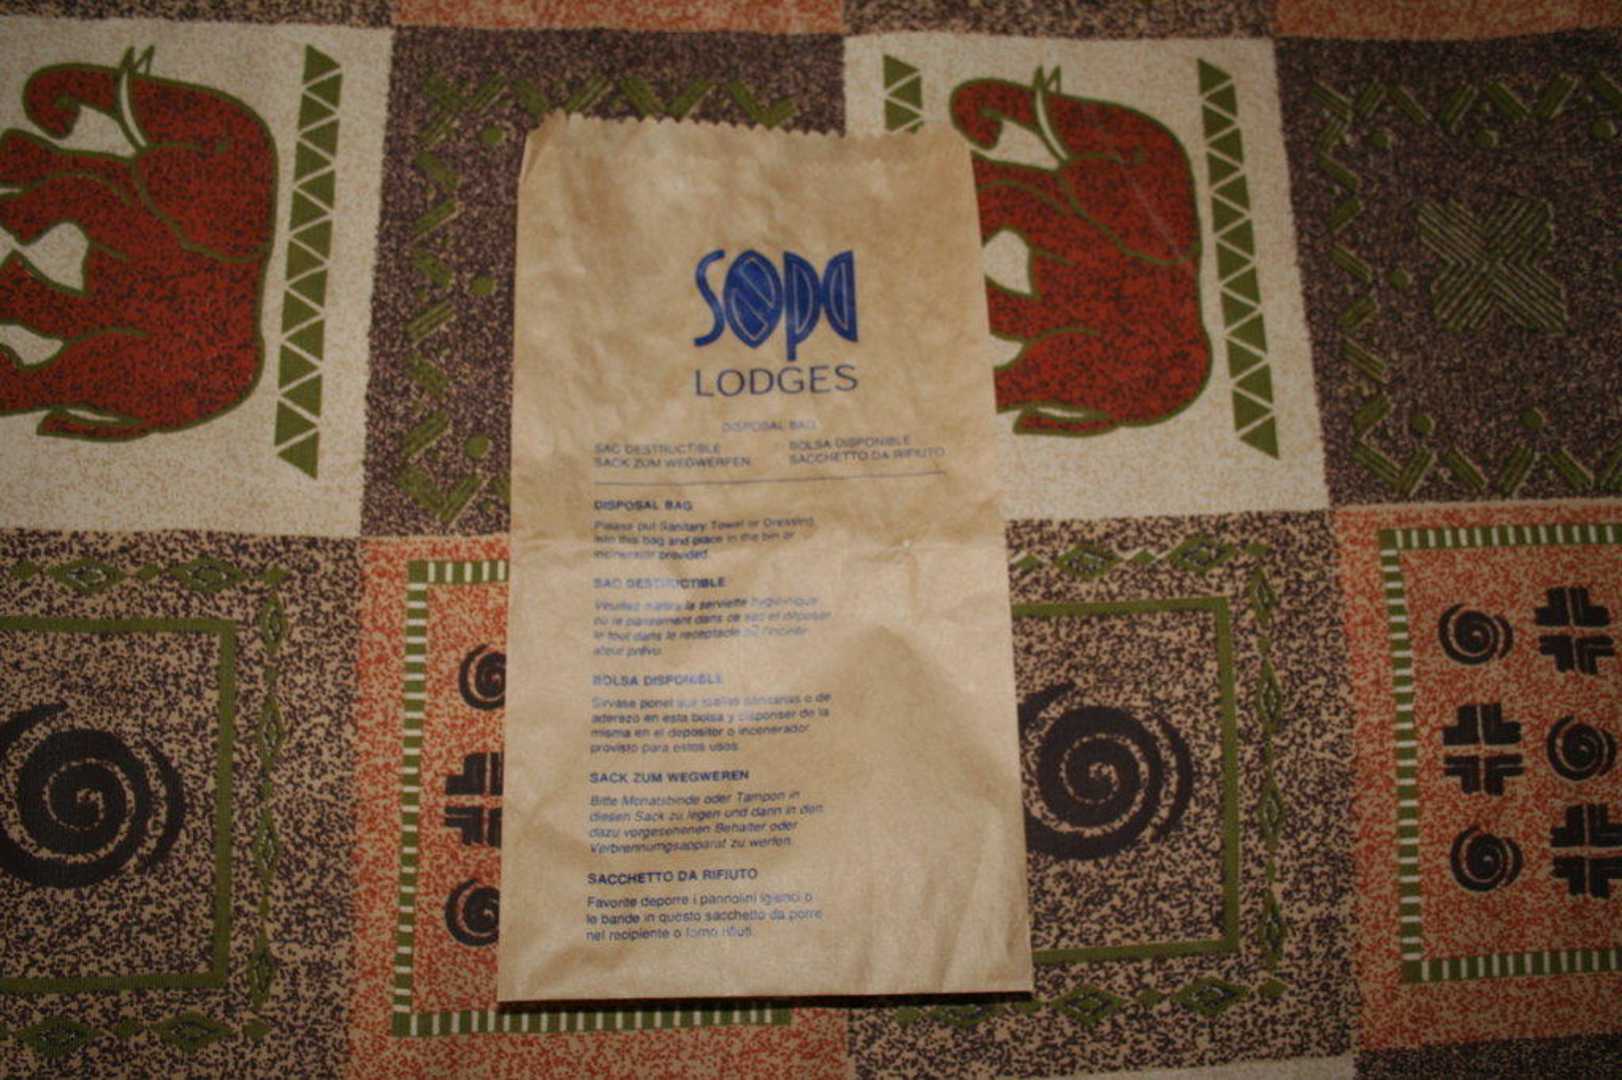 sopa
LODGES
DISPOSAL BAG
SAC DESTRUCTIBLE
SACK ZUM WEGWERFEN
BOLSA DISPONIBLE
SACCHETTO DA RIFIUTO
DISPOSAL BAG
Please put Sanitary Towel or Dressing
into this bag and place in the bin or
incinerator provided.
SAC DESTRUCTIBLE
Veuillez mettre la serviette hygiénique
ou le pansement dans ce sac et déposer
le tout dans le receptacle ou l'inciner-
ateur prévu.
BOLSA DISPONIBLE
Sirvase poner sus toallas sanitarias o de
aderezo en esta bolsa y disponser de la
misma en el depositor o incenerador
provisto para estos usos.
SACK ZUM WEGWEREN
Bitte Monatsbinde oder Tampon in
diesen Sack zu legen und dann in den
dazu vorgesehenen Behalter oder
Verbrennumgsapparat zu werfen.
SACCHETTO DA RIFIUTO
Favorite deporre i pannolini igienci o
le bande in questo sacchetto da porre
nel recipiente o forno rifiuti.